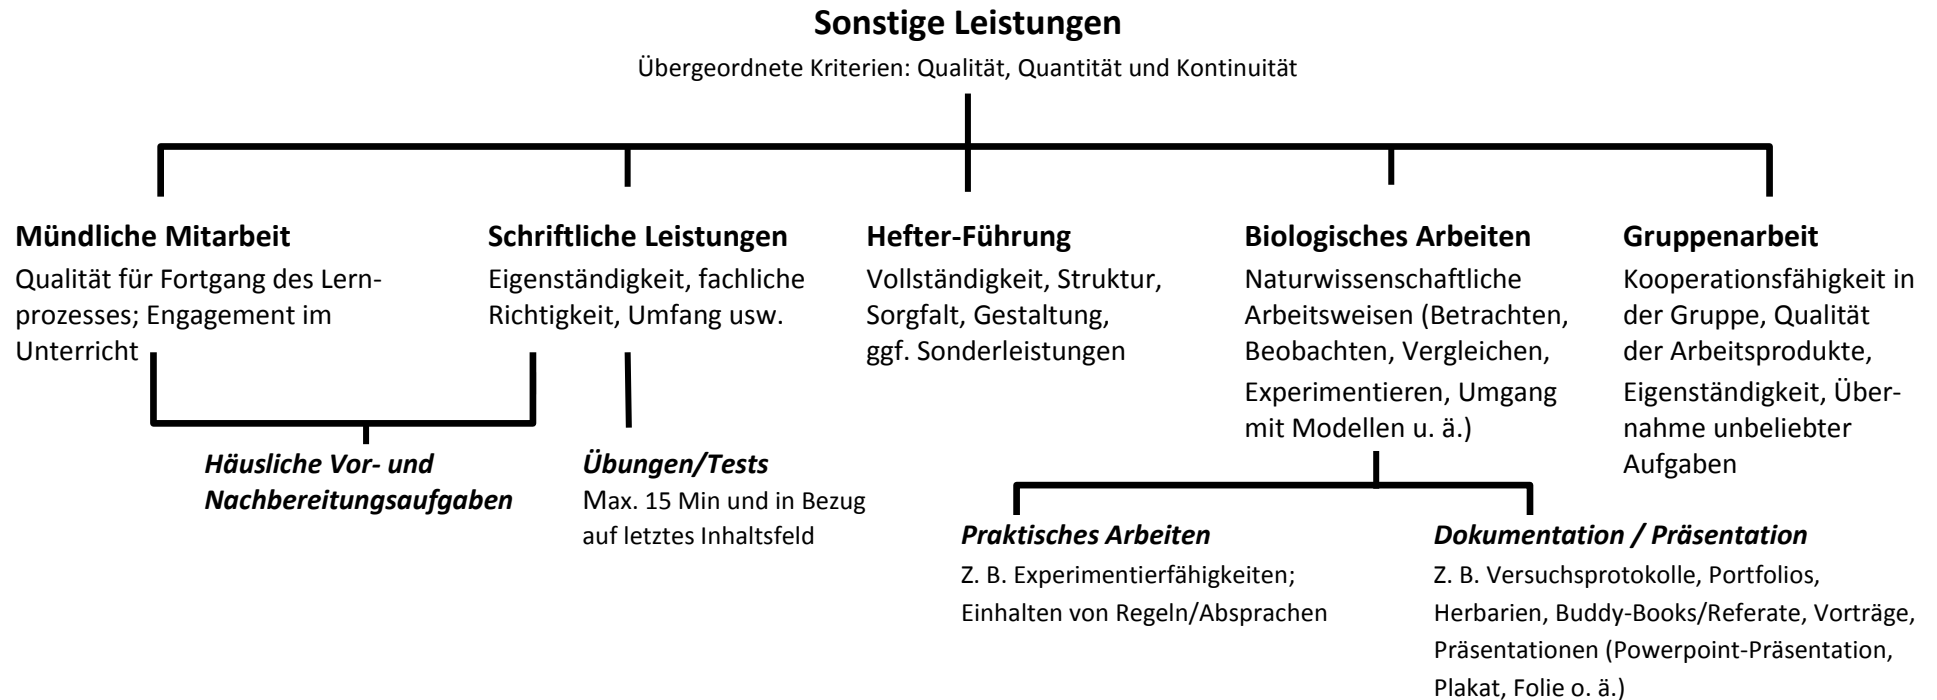 Sonstige Leistungen
Übergeordnete Kriterien: Qualität, Quantität und Kontinuität
Mündliche Mitarbeit
Qualität für Fortgang des Lern-
prozesses; Engagement im
Unterricht
Schriftliche Leistungen
Eigenständigkeit, fachliche
Richtigkeit, Umfang usw.
Hefter-Führung
Vollständigkeit, Struktur,
Sorgfalt, Gestaltung,
ggf. Sonderleistungen
Biologisches Arbeiten
Naturwissenschaftliche
Arbeitsweisen (Betrachten,
Beobachten, Vergleichen,
Experimentieren, Umgang
mit Modellen u. ä.)
Gruppenarbeit
Kooperationsfähigkeit in
der Gruppe, Qualität
der Arbeitsprodukte,
Eigenständigkeit, Über-
nahme unbeliebter
Aufgaben
Häusliche Vor- und
Nachbereitungsaufgaben
Übungen/Tests
Max. 15 Min und in Bezug
auf letztes Inhaltsfeld
Praktisches Arbeiten
Z. B. Experimentierfähigkeiten;
Einhalten von Regeln/Absprachen
Dokumentation / Präsentation
Z. B. Versuchsprotokolle, Portfolios,
Herbarien, Buddy-Books/Referate, Vorträge,
Präsentationen (Powerpoint-Präsentation,
Plakat, Folie o. ä.)